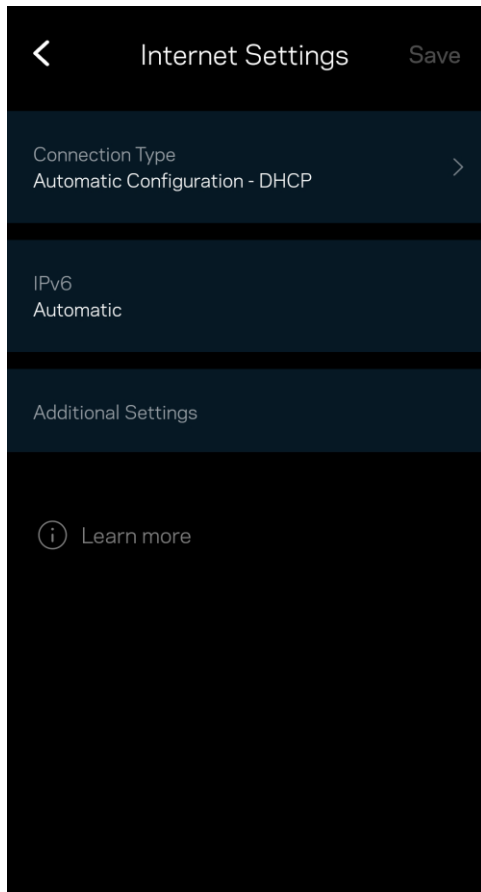 Internet Settings Save
Connection Type
Automatic Configuration - DHCP
IPv6
Automatic
Additional Settings
Learn more